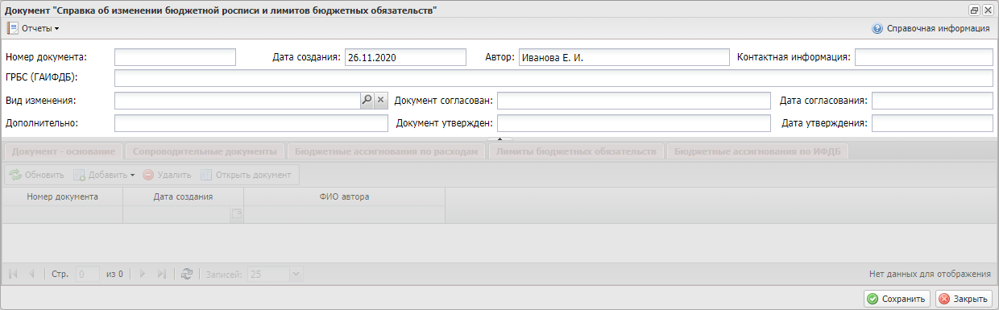 Документ "Справка об изменении бюджетной росписи и лимитов бюджетных обязательств"
Отчеты Справочная информация
Номер документа: Дата создания: 26.11.2020 Автор: Иванова Е. И. Контактная информация:
ГРБС (ГАИФДБ):
Вид изменения: Документ согласован: Дата согласования:
Дополнительно: Документ утвержден: Дата утверждения:
Документ - основание Сопроводительные документы Бюджетные ассигнования по расходам Лимиты бюджетных обязательств Бюджетные ассигнования по ИФДБ
Обновить Добавить Удалить Открыть документ
Номер документа Дата создания ФИО автора
Стр. 0 из 0 Записей: 25 Нет данных для отображения
Сохранить Закрыть